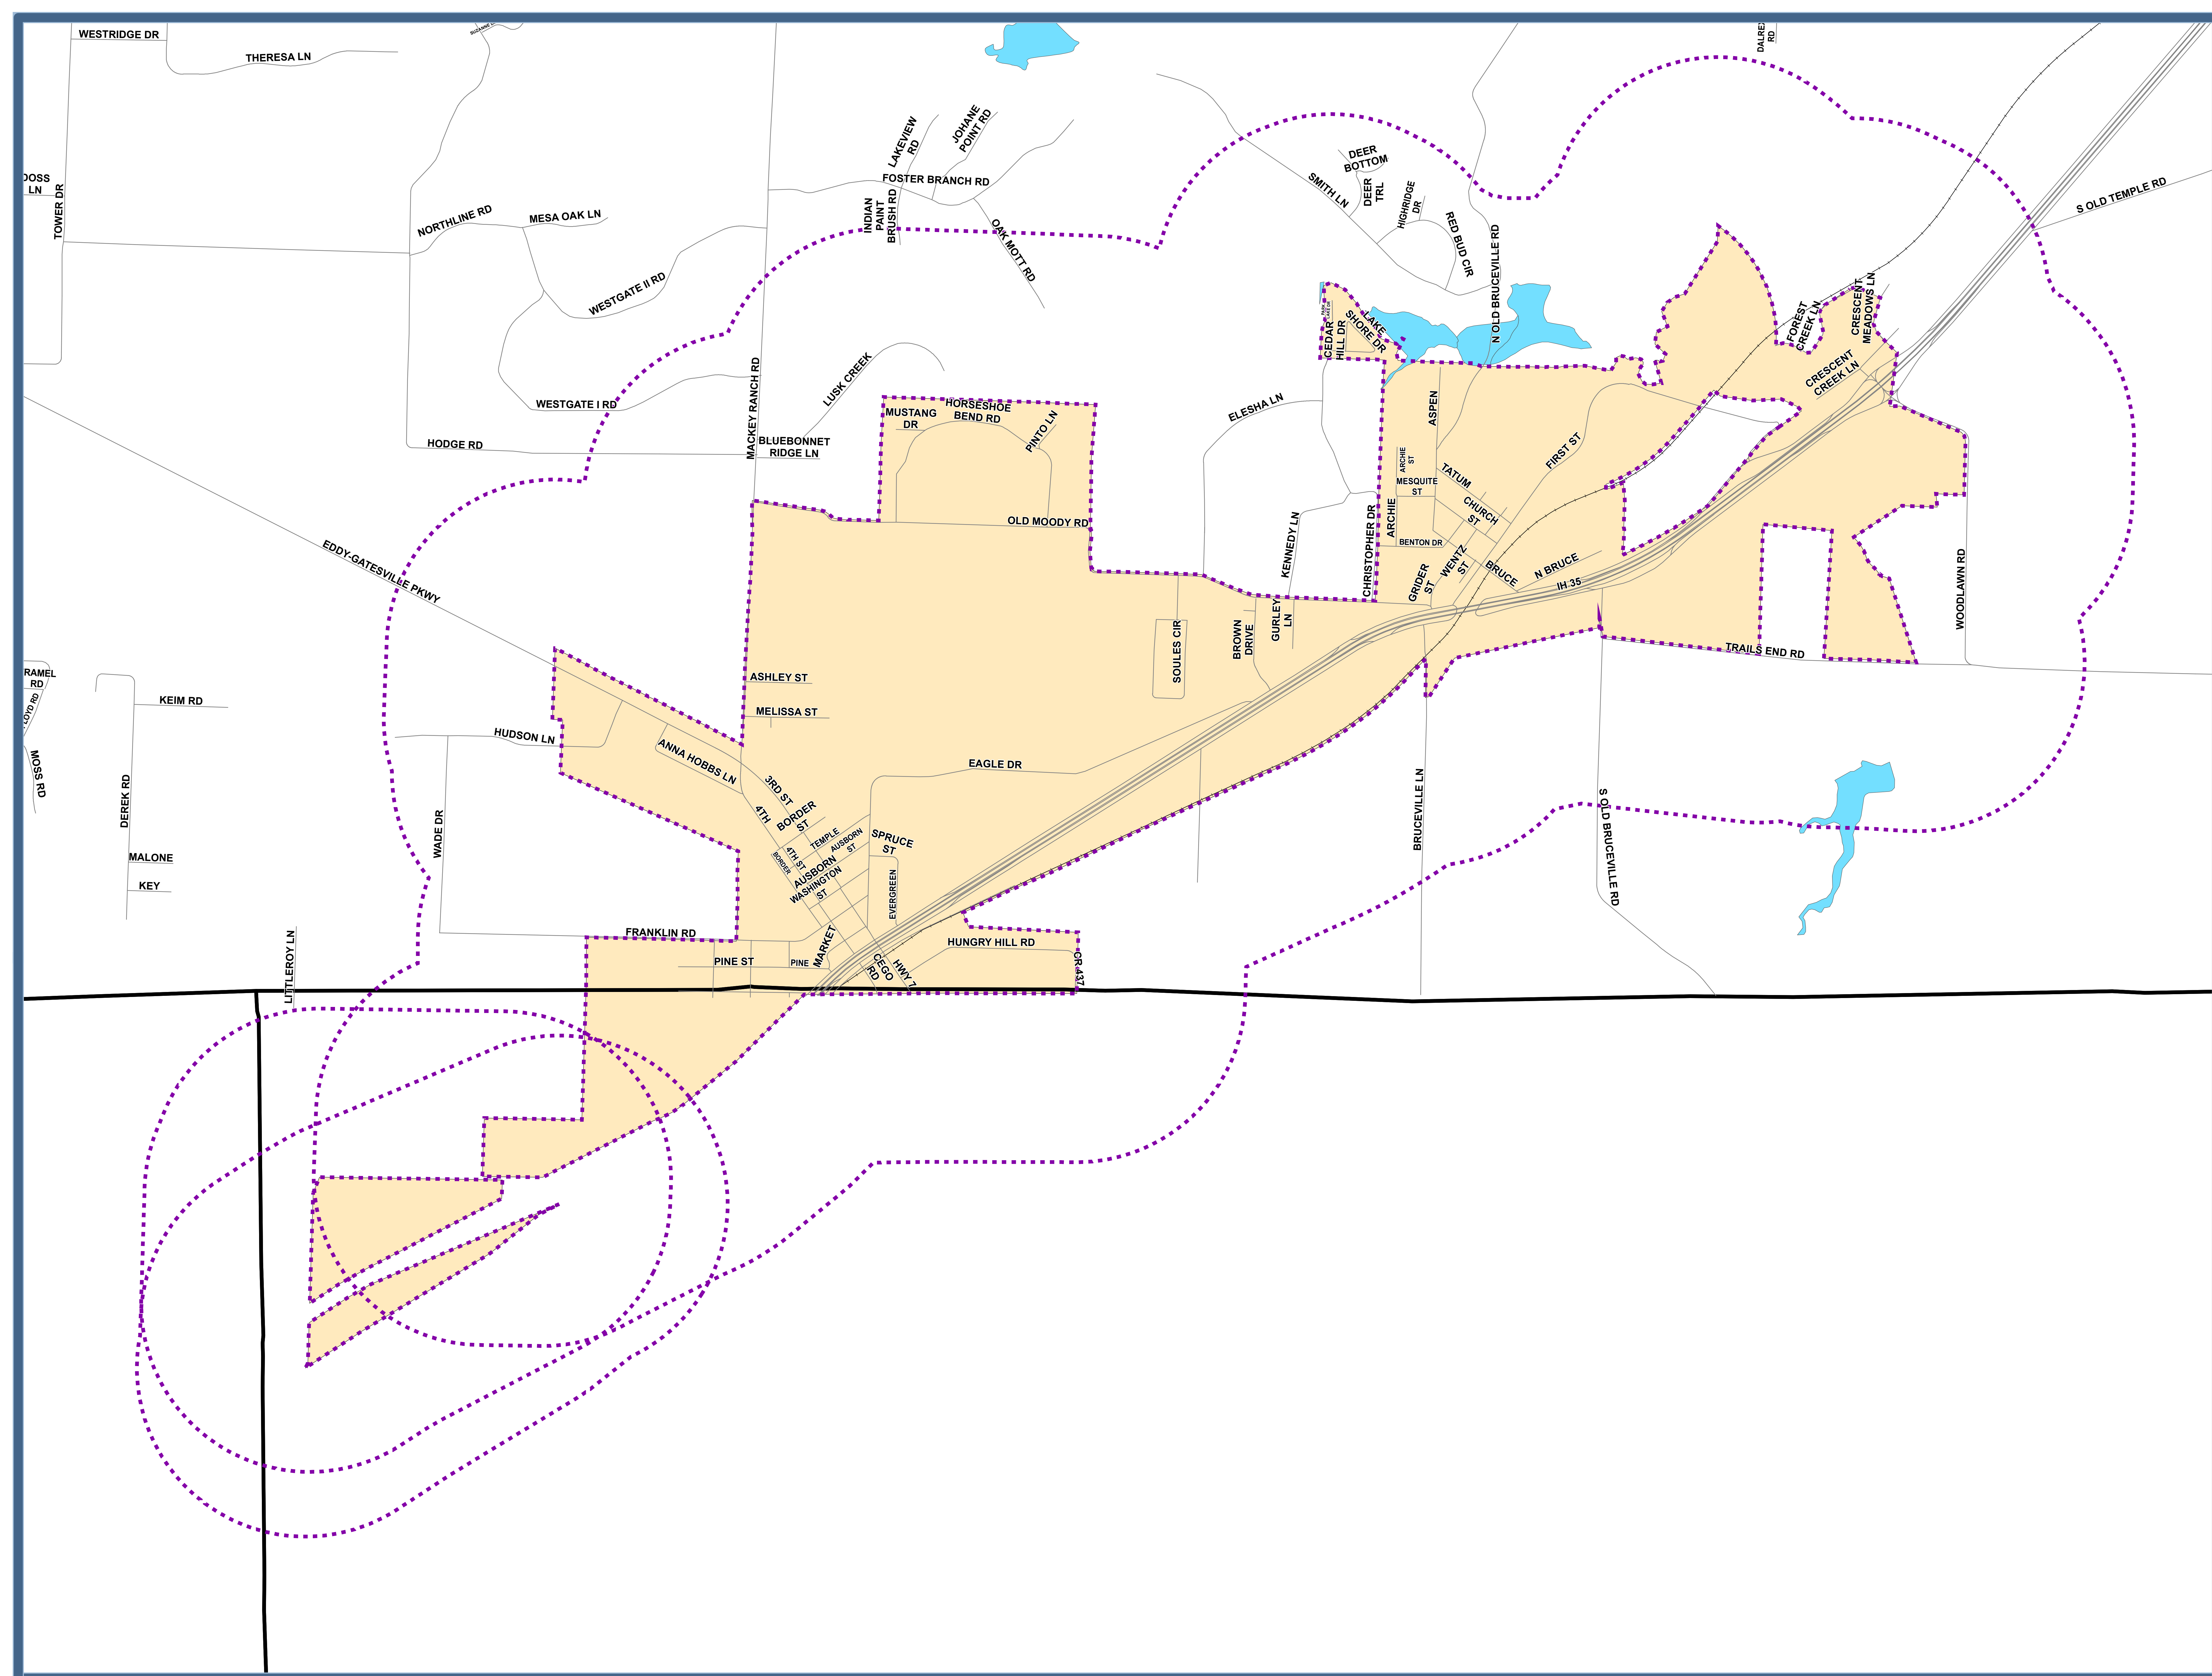 WESTRIDGE DR
THERESA LN
DALREX
RD
LAKEVIEW
RD
JOHANE
POINT RD
FOSTER BRANCH RD
INDIAN
PAINT
BRUSH RD
OAK MOTT RD
DOSS
LN
TOWER DR
NORTHLINE RD
MESA OAK LN
WESTGATE II RD
DEER
BOTTOM
DEER
TRL
SMITH LN
HIGHRIDGE
DR
RED BUD CIR
N OLD BRUCEVILLE RD
S OLD TEMPLE RD
CEDAR
HILL DR
LAKE
SHORE DR
FOREST
CREEK LN
CRESCENT
MEADOWS LN
CRESCENT
CREEK LN
WESTGATE I RD
HODGE RD
MACKEY RANCH RD
LUSK CREEK
BLUEBONNET
RIDGE LN
MUSTANG
DR
HORSESHOE
BEND RD
PINTO LN
OLD MOODY RD
ELESHA LN
KENNEDY LN
CHRISTOPHER DR
ASPEN
ARCHIE
ST
MESQUITE
ST
ARCHIE
TATUM
CHURCH
ST
FIRST ST
BENTON DR
GRIDER
ST
WENTZ
ST
BRUCE
N BRUCE
IH 35
WOODLAWN RD
TRAILS END RD
EDDY-GATESVILLE PKWY
SOULES CIR
BROWN
DRIVE
GURLEY
LN
RAMEL
RD
LOYD RD
MOSS RD
KEIM RD
DEREK RD
MALONE
KEY
HUDSON LN
WADE DR
ASHLEY ST
MELISSA ST
ANNA HOBBS LN
3RD ST
4TH
BORDER
ST
TEMPLE
AUSBORN
ST
SPRUCE
ST
4TH ST
BORDER
AUSBORN
WASHINGTON
ST
EVERGREEN
EAGLE DR
BRUCEVILLE LN
S OLD BRUCEVILLE RD
LITTLEROY LN
FRANKLIN RD
PINE ST
PINE
MARKET
CEGO
RD
HWY 7
HUNGRY HILL RD
CR 437